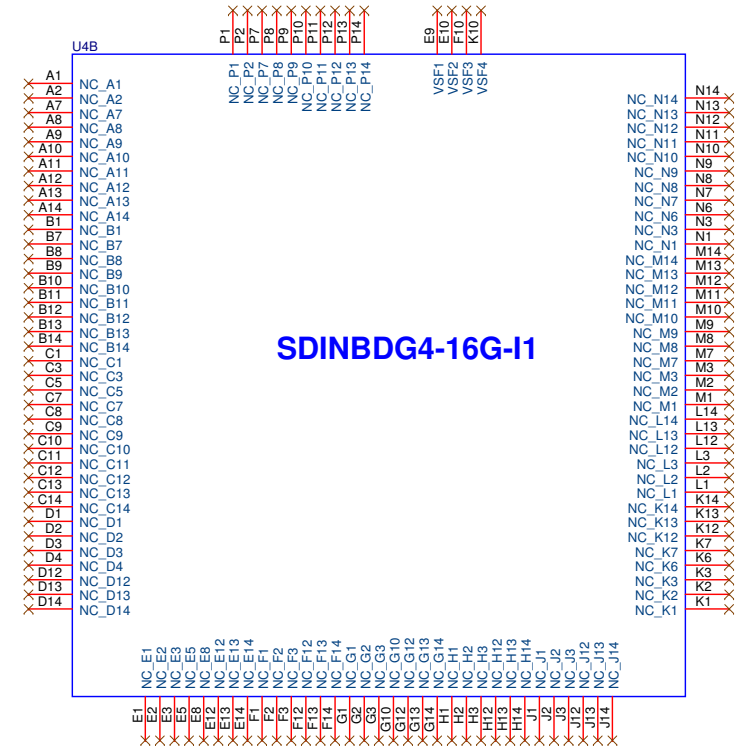 U4B
P1 P2 P7 P8 P9 P10 P11 P12 P13 P14
NC_P1 NC_P2 NC_P7 NC_P8 NC_P9 NC_P10 NC_P11 NC_P12 NC_P13 NC_P14
E9 E10 F10 K10
VSF1 VSF2 VSF3 VSF4
A1 NC_A1
A2 NC_A2
A7 NC_A7
A8 NC_A8
A9 NC_A9
A10 NC_A10
A11 NC_A11
A12 NC_A12
A13 NC_A13
A14 NC_A14
B1 NC_B1
B7 NC_B7
B8 NC_B8
B9 NC_B9
B10 NC_B10
B11 NC_B11
B12 NC_B12
B13 NC_B13
B14 NC_B14
C1 NC_C1
C3 NC_C3
C5 NC_C5
C7 NC_C7
C8 NC_C8
C9 NC_C9
C10 NC_C10
C11 NC_C11
C12 NC_C12
C13 NC_C13
C14 NC_C14
D1 NC_D1
D2 NC_D2
D3 NC_D3
D4 NC_D4
D12 NC_D12
D13 NC_D13
D14 NC_D14
SDINBDG4-16G-I1
NC_N14 N14
NC_N13 N13
NC_N12 N12
NC_N11 N11
NC_N10 N10
NC_N9 N9
NC_N8 N8
NC_N7 N7
NC_N6 N6
NC_N3 N3
NC_N1 N1
NC_M14 M14
NC_M13 M13
NC_M12 M12
NC_M11 M11
NC_M10 M10
NC_M9 M9
NC_M8 M8
NC_M7 M7
NC_M3 M3
NC_M2 M2
NC_M1 M1
NC_L14 L14
NC_L13 L13
NC_L12 L12
NC_L3 L3
NC_L2 L2
NC_L1 L1
NC_K14 K14
NC_K13 K13
NC_K12 K12
NC_K7 K7
NC_K6 K6
NC_K3 K3
NC_K2 K2
NC_K1 K1
NC_E1 NC_E2 NC_E3 NC_E5 NC_E8 NC_E12 NC_E13 NC_E14 NC_F1 NC_F2 NC_F3 NC_F12 NC_F13 NC_F14 NC_G1 NC_G2 NC_G3 NC_G10 NC_G12 NC_G13 NC_G14 NC_H1 NC_H2 NC_H3 NC_H12 NC_H13 NC_H14 NC_J1 NC_J2 NC_J3 NC_J12 NC_J13 NC_J14
E1 E2 E3 E5 E8 E12 E13 E14 F1 F2 F3 F12 F13 F14 G1 G2 G3 G10 G12 G13 G14 H1 H2 H3 H12 H13 H14 J1 J2 J3 J12 J13 J14